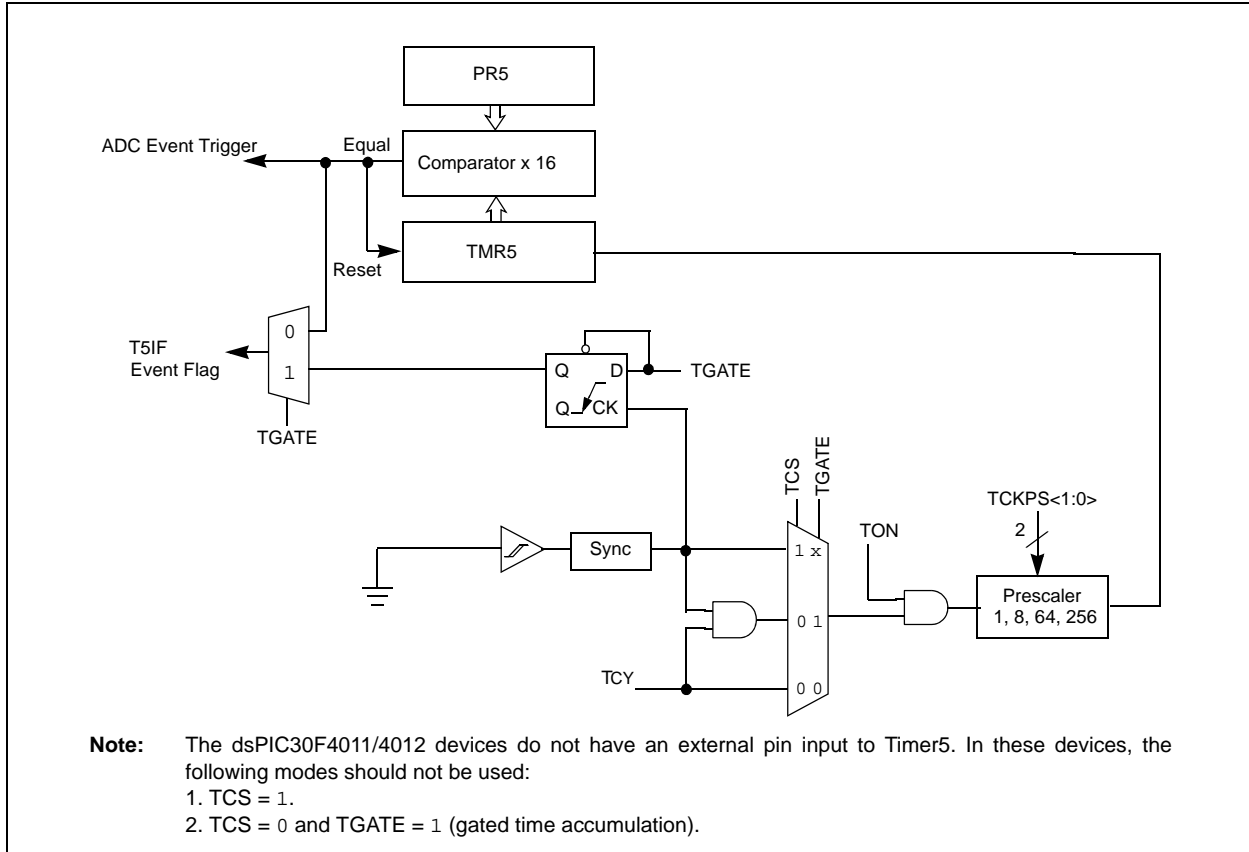 PR5
ADC Event Trigger
Equal
Comparator x 16
TMR5
Reset
0
1
T5IF
Event Flag
TGATE
Q
D
Q
CK
TGATE
TCS
TGATE
TCKPS<1:0>
2
TON
Sync
1 x
Prescaler
1, 8, 64, 256
0 1
TCY
0 0
Note: The dsPIC30F4011/4012 devices do not have an external pin input to Timer5. In these devices, the
following modes should not be used:
1. TCS = 1.
2. TCS = 0 and TGATE = 1 (gated time accumulation).